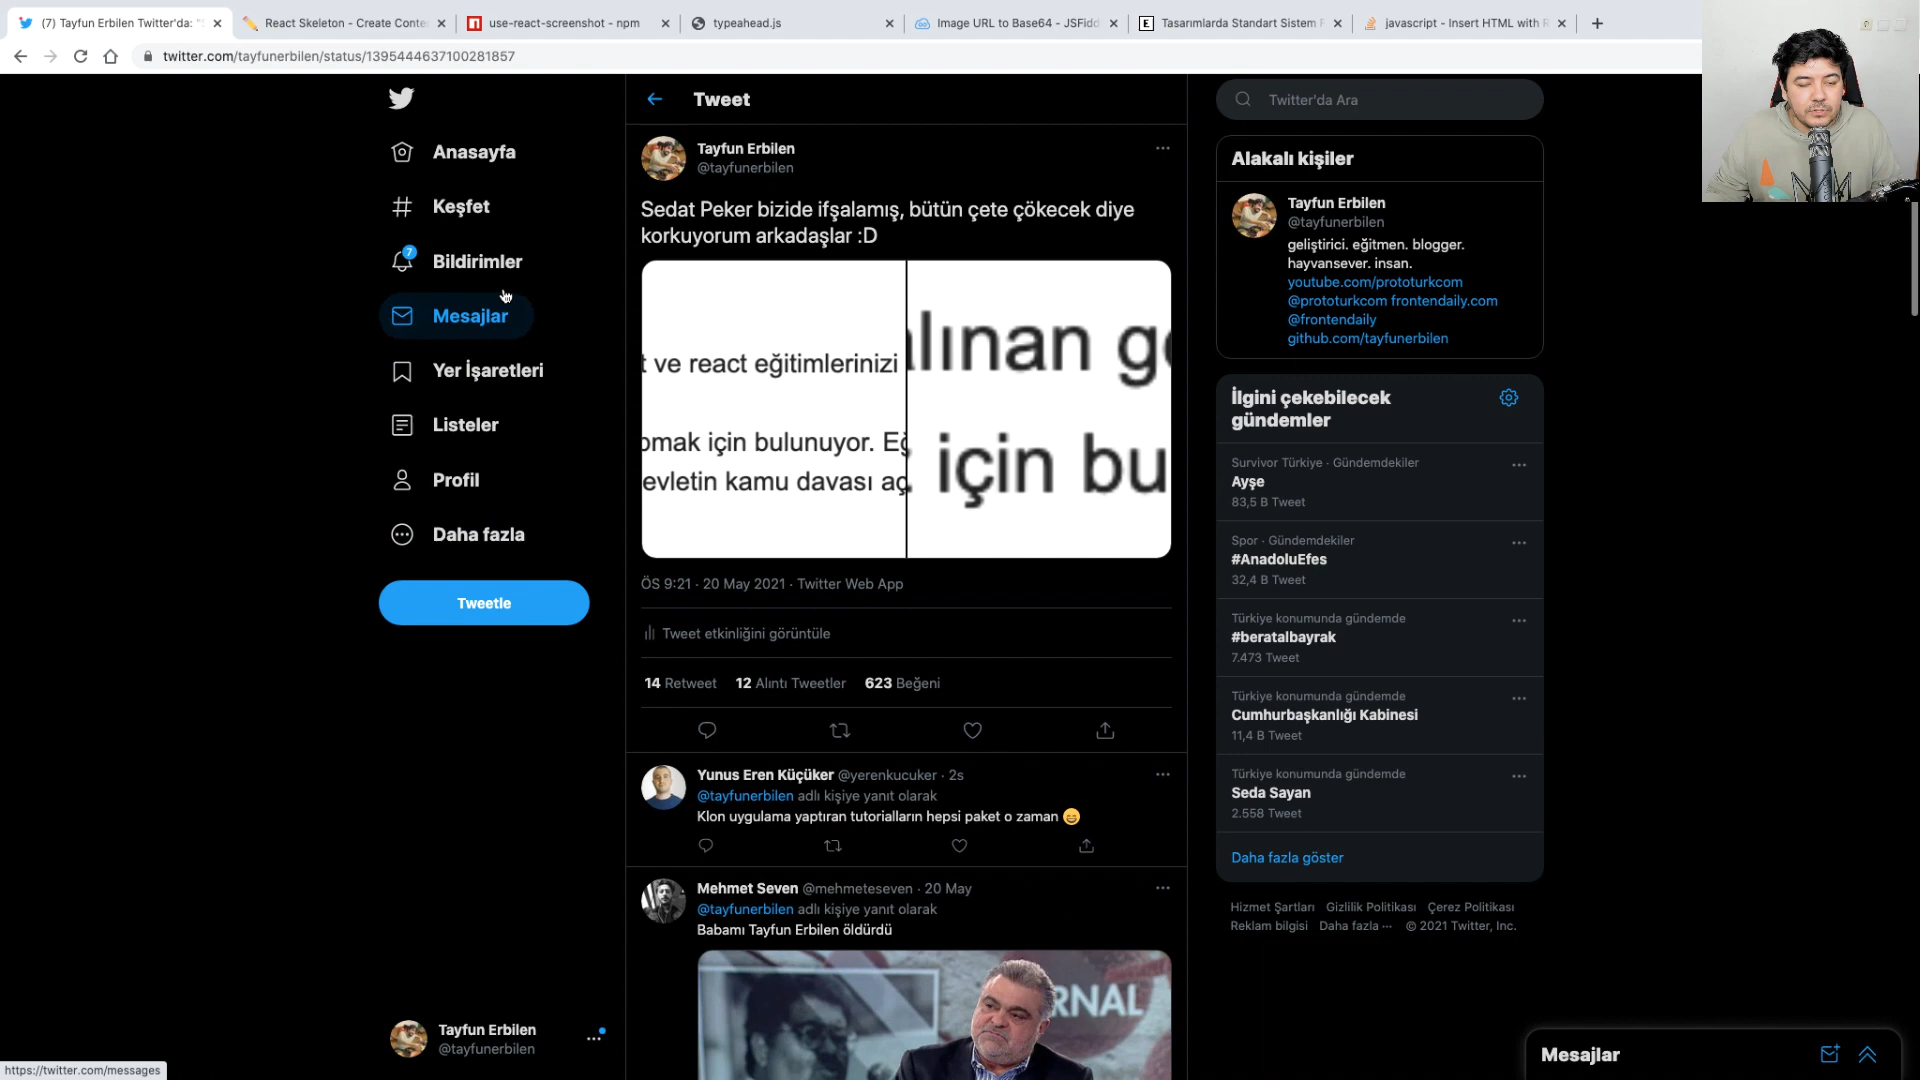 (7) Tayfun Erbilen Twitter'da: "S
React Skeleton - Create Conte
use-react-screenshot - npm
typeahead.js
Image URL to Base64 - JSFidd
Tasarımlarda Standart Sistem F
javascript - Insert HTML with R
twitter.com/tayfunerbilen/status/1395444637100281857
Anasayfa
Keşfet
7
Bildirimler
Mesajlar
Yer İşaretleri
Listeler
Profil
Daha fazla
Tweetle
Tayfun Erbilen
@tayfunerbilen
https://twitter.com/messages
Tweet
Tayfun Erbilen
@tayfunerbilen
Sedat Peker bizide ifşalamış, bütün çete çökecek diye
korkuyorum arkadaşlar :D
t ve react eğitimlerinizi
pmak için bulunuyor. Eğ
evletin kamu davası aç
alınan ge
için bu
ÖS 9:21 · 20 May 2021 · Twitter Web App
Tweet etkinliğini görüntüle
14 Retweet 12 Alıntı Tweetler 623 Beğeni
Yunus Eren Küçüker @yerenkucuker · 2s
@tayfunerbilen adlı kişiye yanıt olarak
Klon uygulama yaptıran tutorialların hepsi paket o zaman 😄
Mehmet Seven @mehmeteseven · 20 May
@tayfunerbilen adlı kişiye yanıt olarak
Babamı Tayfun Erbilen öldürdü
RNAL
Twitter'da Ara
Alakalı kişiler
Tayfun Erbilen
@tayfunerbilen
geliştirici. eğitmen. blogger.
hayvansever. insan.
youtube.com/prototurkcom
@prototurkcom frontendaily.com
@frontendaily
github.com/tayfunerbilen
İlgini çekebilecek
gündemler
Survivor Türkiye · Gündemdekiler
Ayşe
83,5 B Tweet
Spor · Gündemdekiler
#AnadoluEfes
32,4 B Tweet
Türkiye konumunda gündemde
#beratalbayrak
7.473 Tweet
Türkiye konumunda gündemde
Cumhurbaşkanlığı Kabinesi
11,4 B Tweet
Türkiye konumunda gündemde
Seda Sayan
2.558 Tweet
Daha fazla göster
Hizmet Şartları Gizlilik Politikası Çerez Politikası
Reklam bilgisi Daha fazla ··· © 2021 Twitter, Inc.
Mesajlar